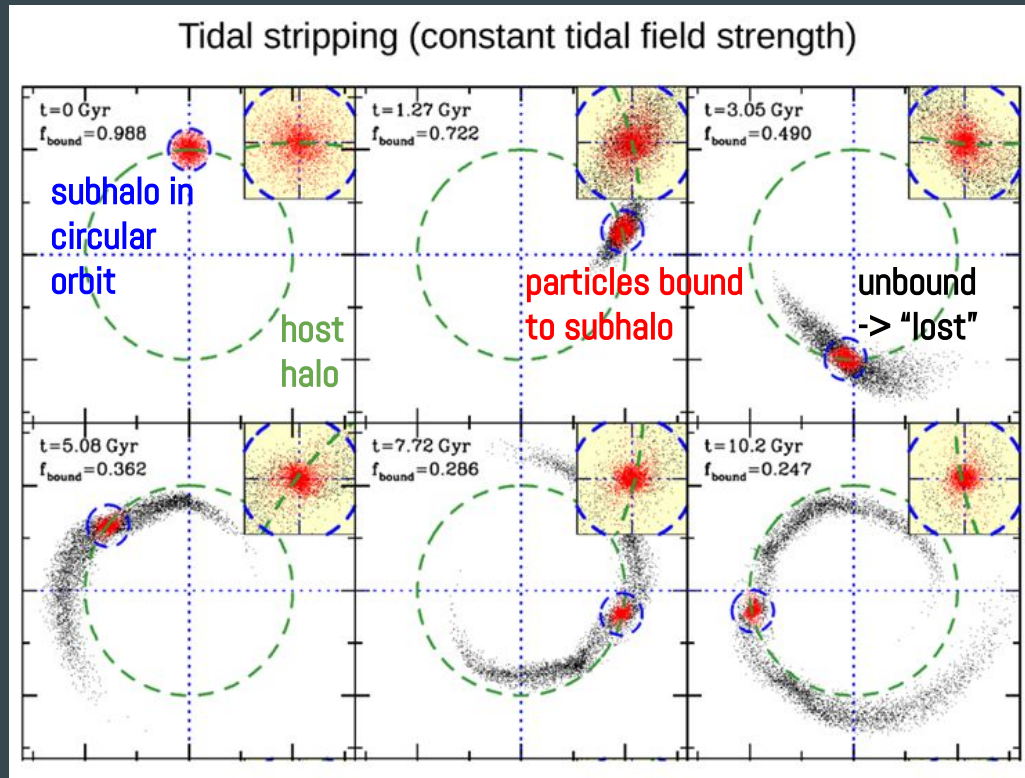 Tidal stripping (constant tidal field strength)
t=0 Gyr
f_bound=0.988
subhalo in
circular
orbit
host
halo
t=1.27 Gyr
f_bound=0.722
particles bound
to subhalo
t=3.05 Gyr
f_bound=0.490
unbound
-> “lost”
t=5.08 Gyr
f_bound=0.362
t=7.72 Gyr
f_bound=0.286
t=10.2 Gyr
f_bound=0.247